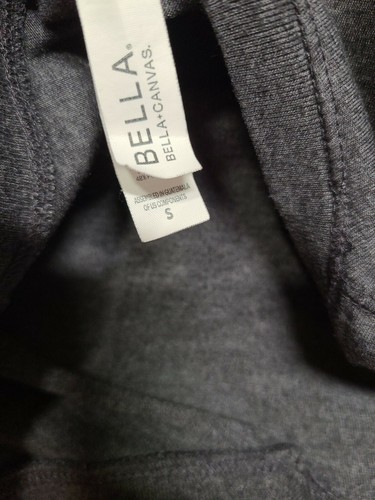 BELLA®
BELLA+CANVAS.
ASSEMBLED IN GUATEMALA
OF US COMPONENTS
S